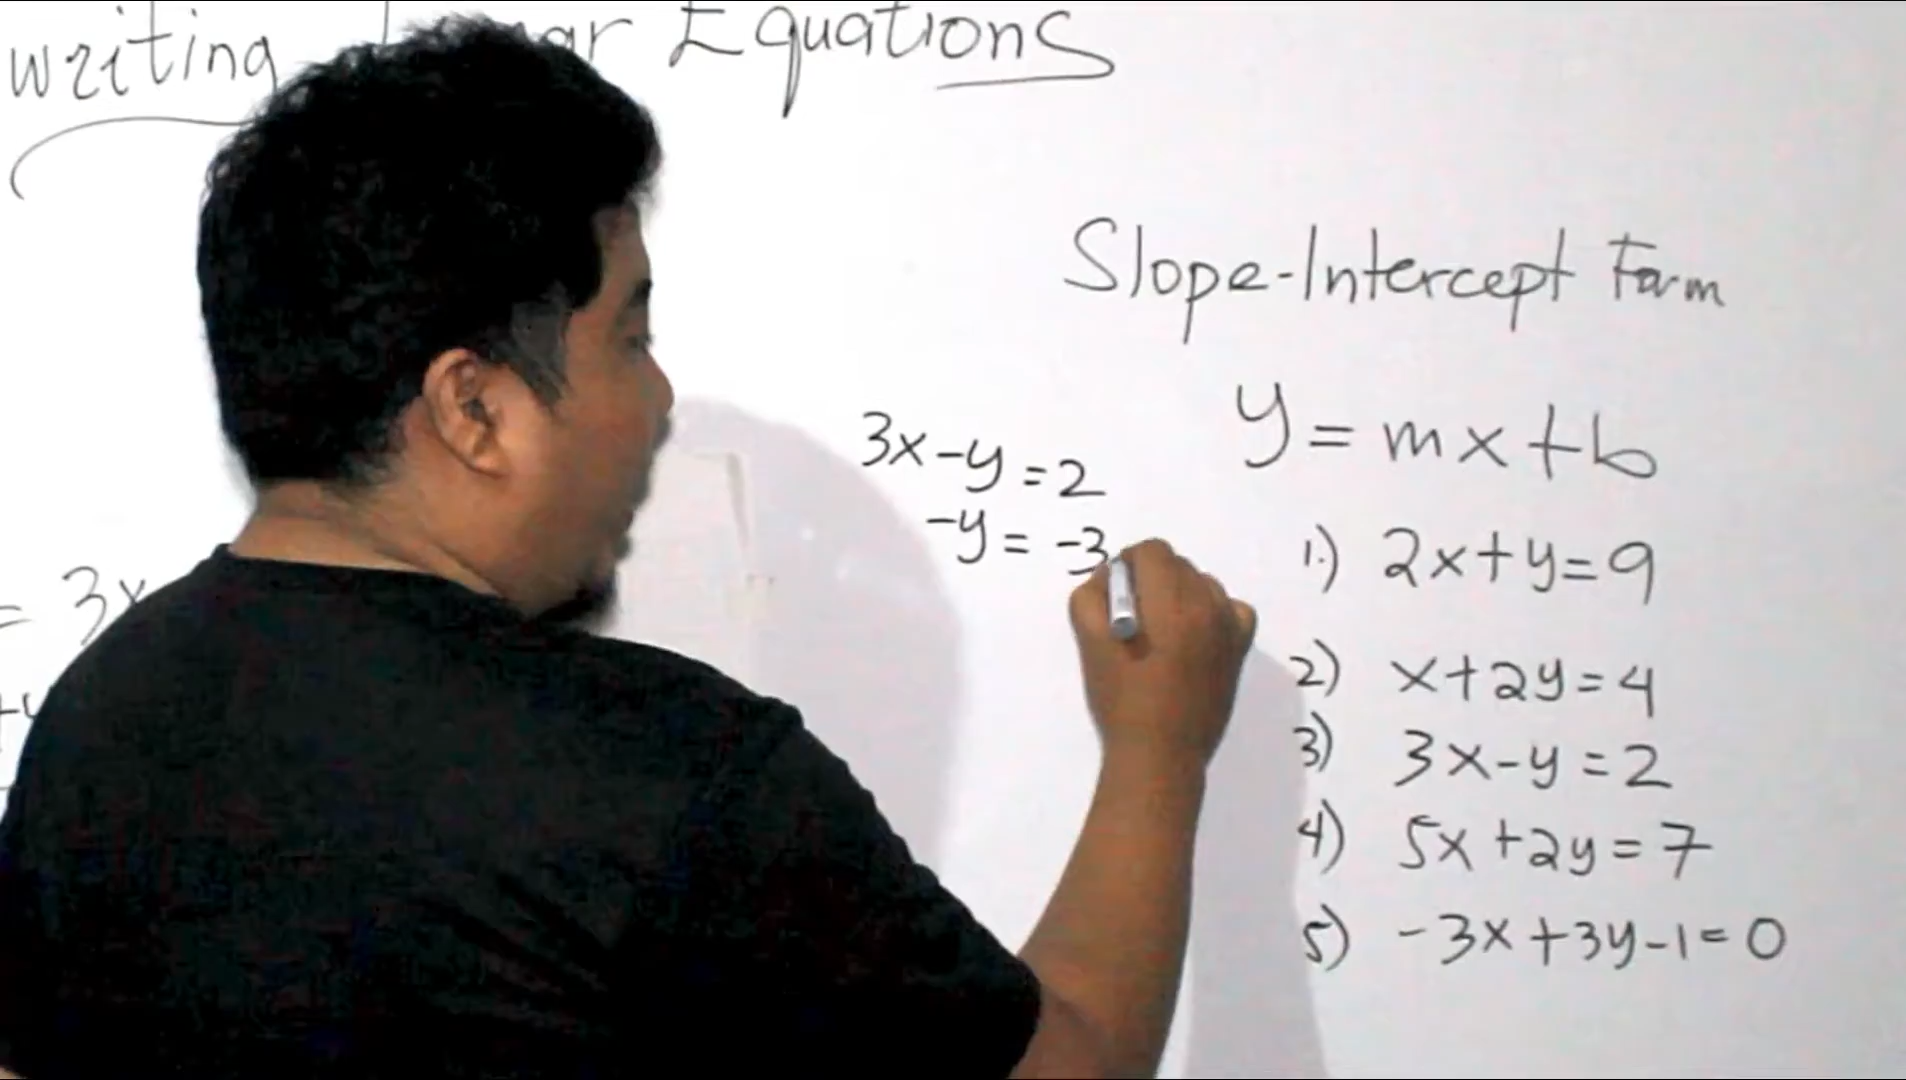 writing Equations
Slope-Intercept Form
y = mx+b
3x-y=2
-y = -3
1.) 2x+y=9
2) x+2y=4
3) 3x-y=2
4) 5x+2y=7
5) -3x+3y-1=0
= 3x